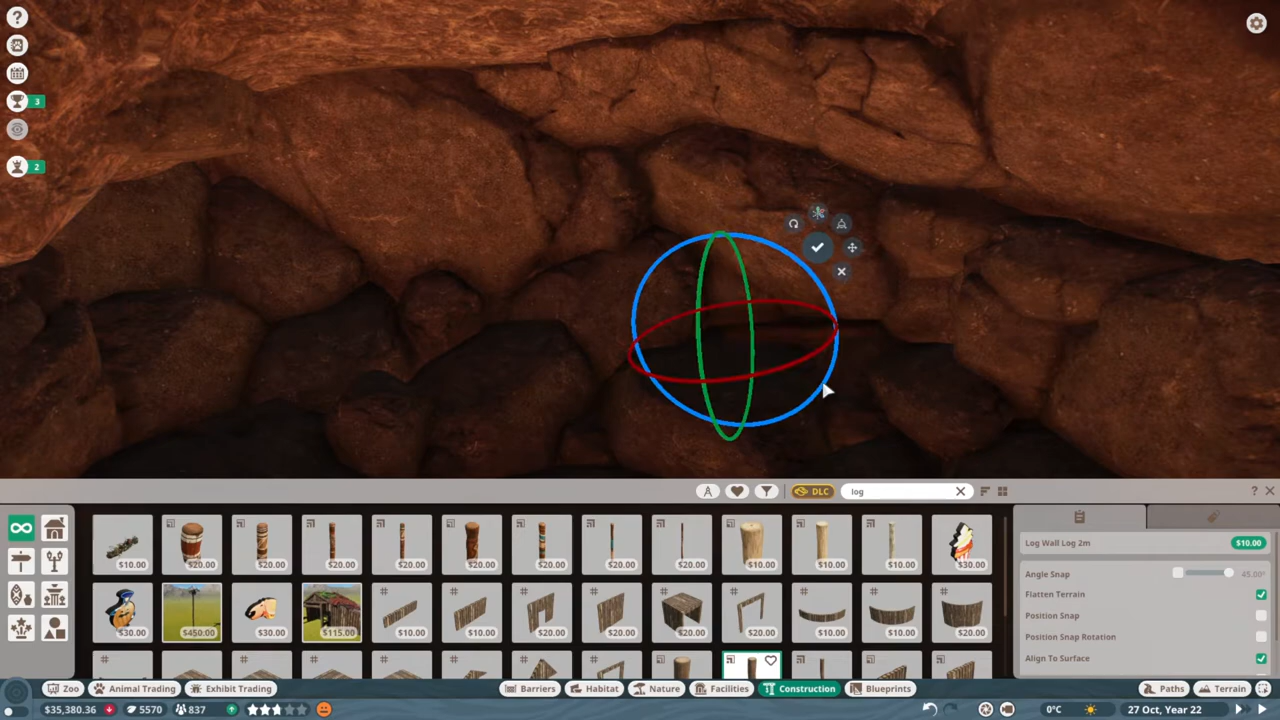 ?
3
2
DLC
log
?
$10.00
$20.00
$20.00
$20.00
$20.00
$20.00
$20.00
$20.00
$20.00
$10.00
$10.00
$10.00
$30.00
Log Wall Log 2m
$10.00
Angle Snap
45.00°
Flatten Terrain
$30.00
$450.00
$30.00
$115.00
$10.00
$10.00
$20.00
$20.00
$20.00
$20.00
$10.00
$10.00
$20.00
Position Snap
Position Snap Rotation
Align To Surface
Zoo
Animal Trading
Exhibit Trading
Barriers
Habitat
Nature
Facilities
Construction
Blueprints
Paths
Terrain
$35,380.36
5570
837
0°C
27 Oct, Year 22